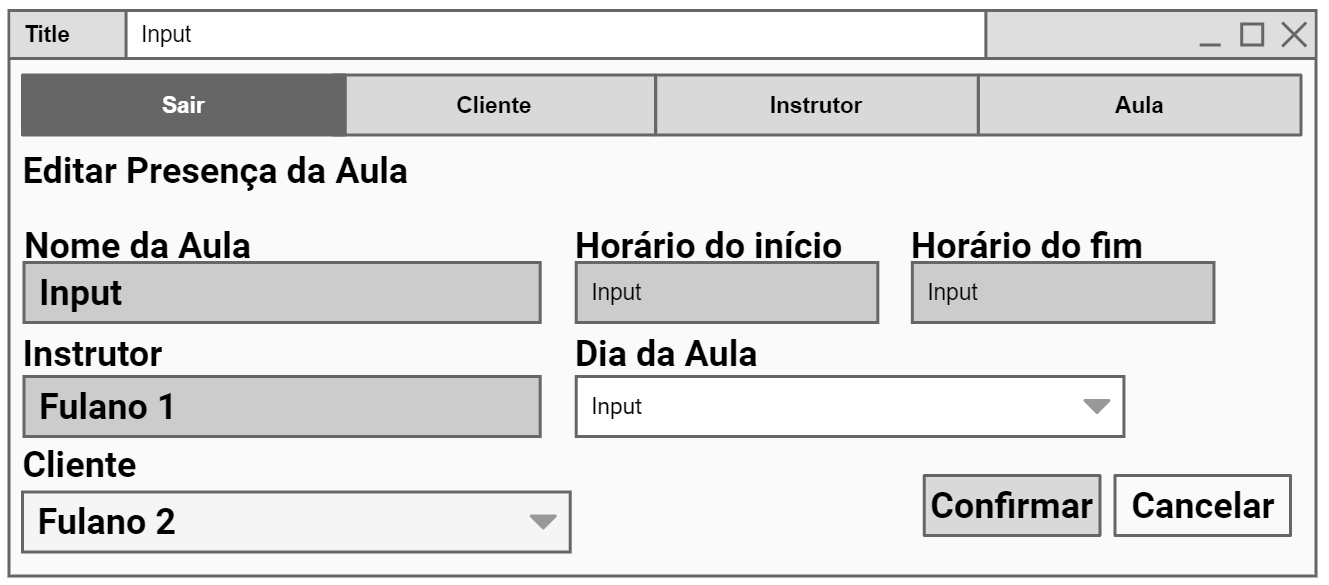 Title Input
Sair Cliente Instrutor Aula
Editar Presença da Aula
Nome da Aula Horário do início Horário do fim
Input Input Input
Instrutor Dia da Aula
Fulano 1 Input
Cliente
Fulano 2 Confirmar Cancelar